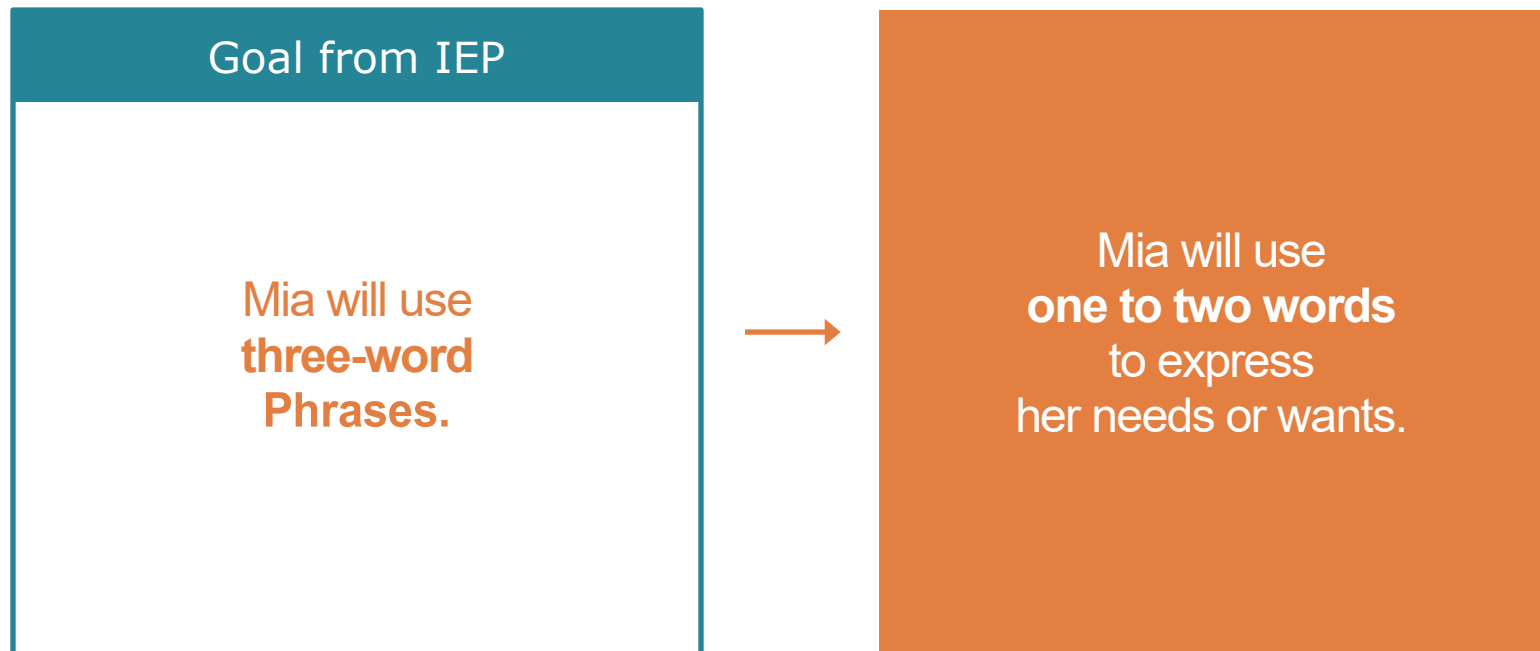 Goal from IEP
Mia will use
three-word
Phrases.
Mia will use
one to two words
to express
her needs or wants.